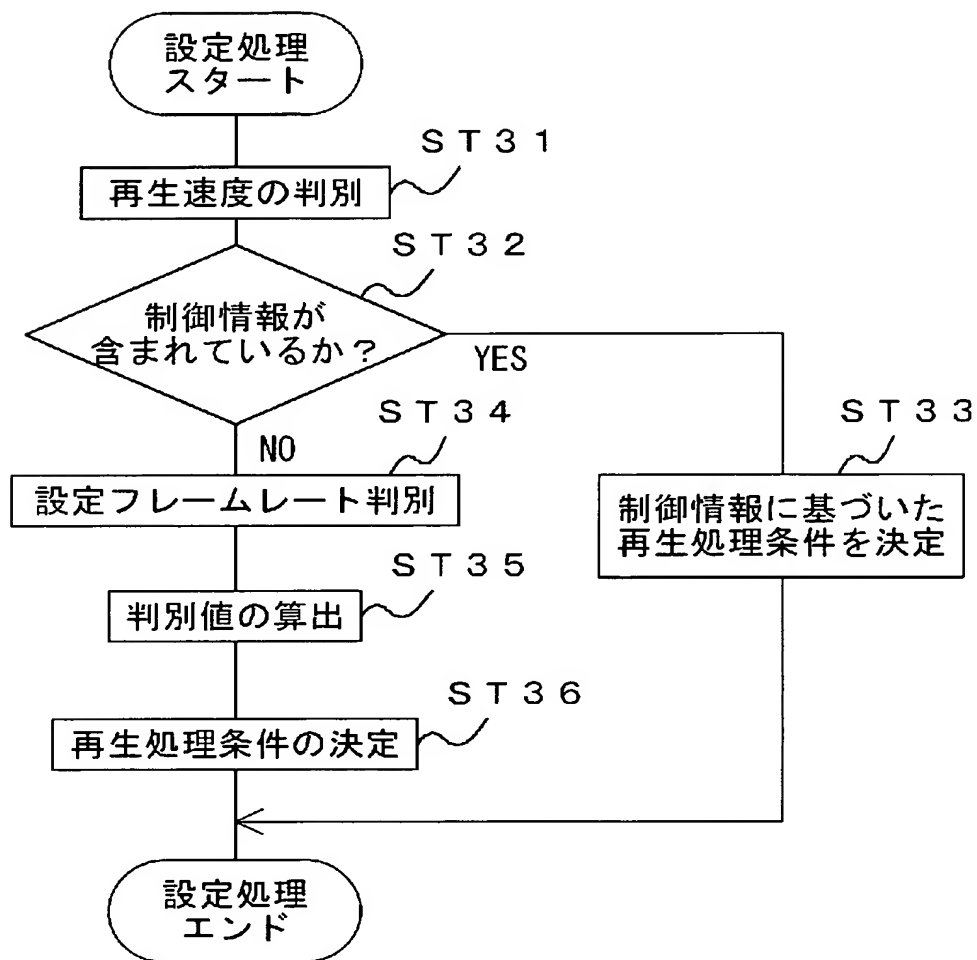 設定処理
スタート
ST31
再生速度の判別
ST32
制御情報が
含まれているか？
YES
NO
ST34
設定フレームレート判別
ST33
制御情報に基づいた
再生処理条件を決定
ST35
判別値の算出
ST36
再生処理条件の決定
設定処理
エンド